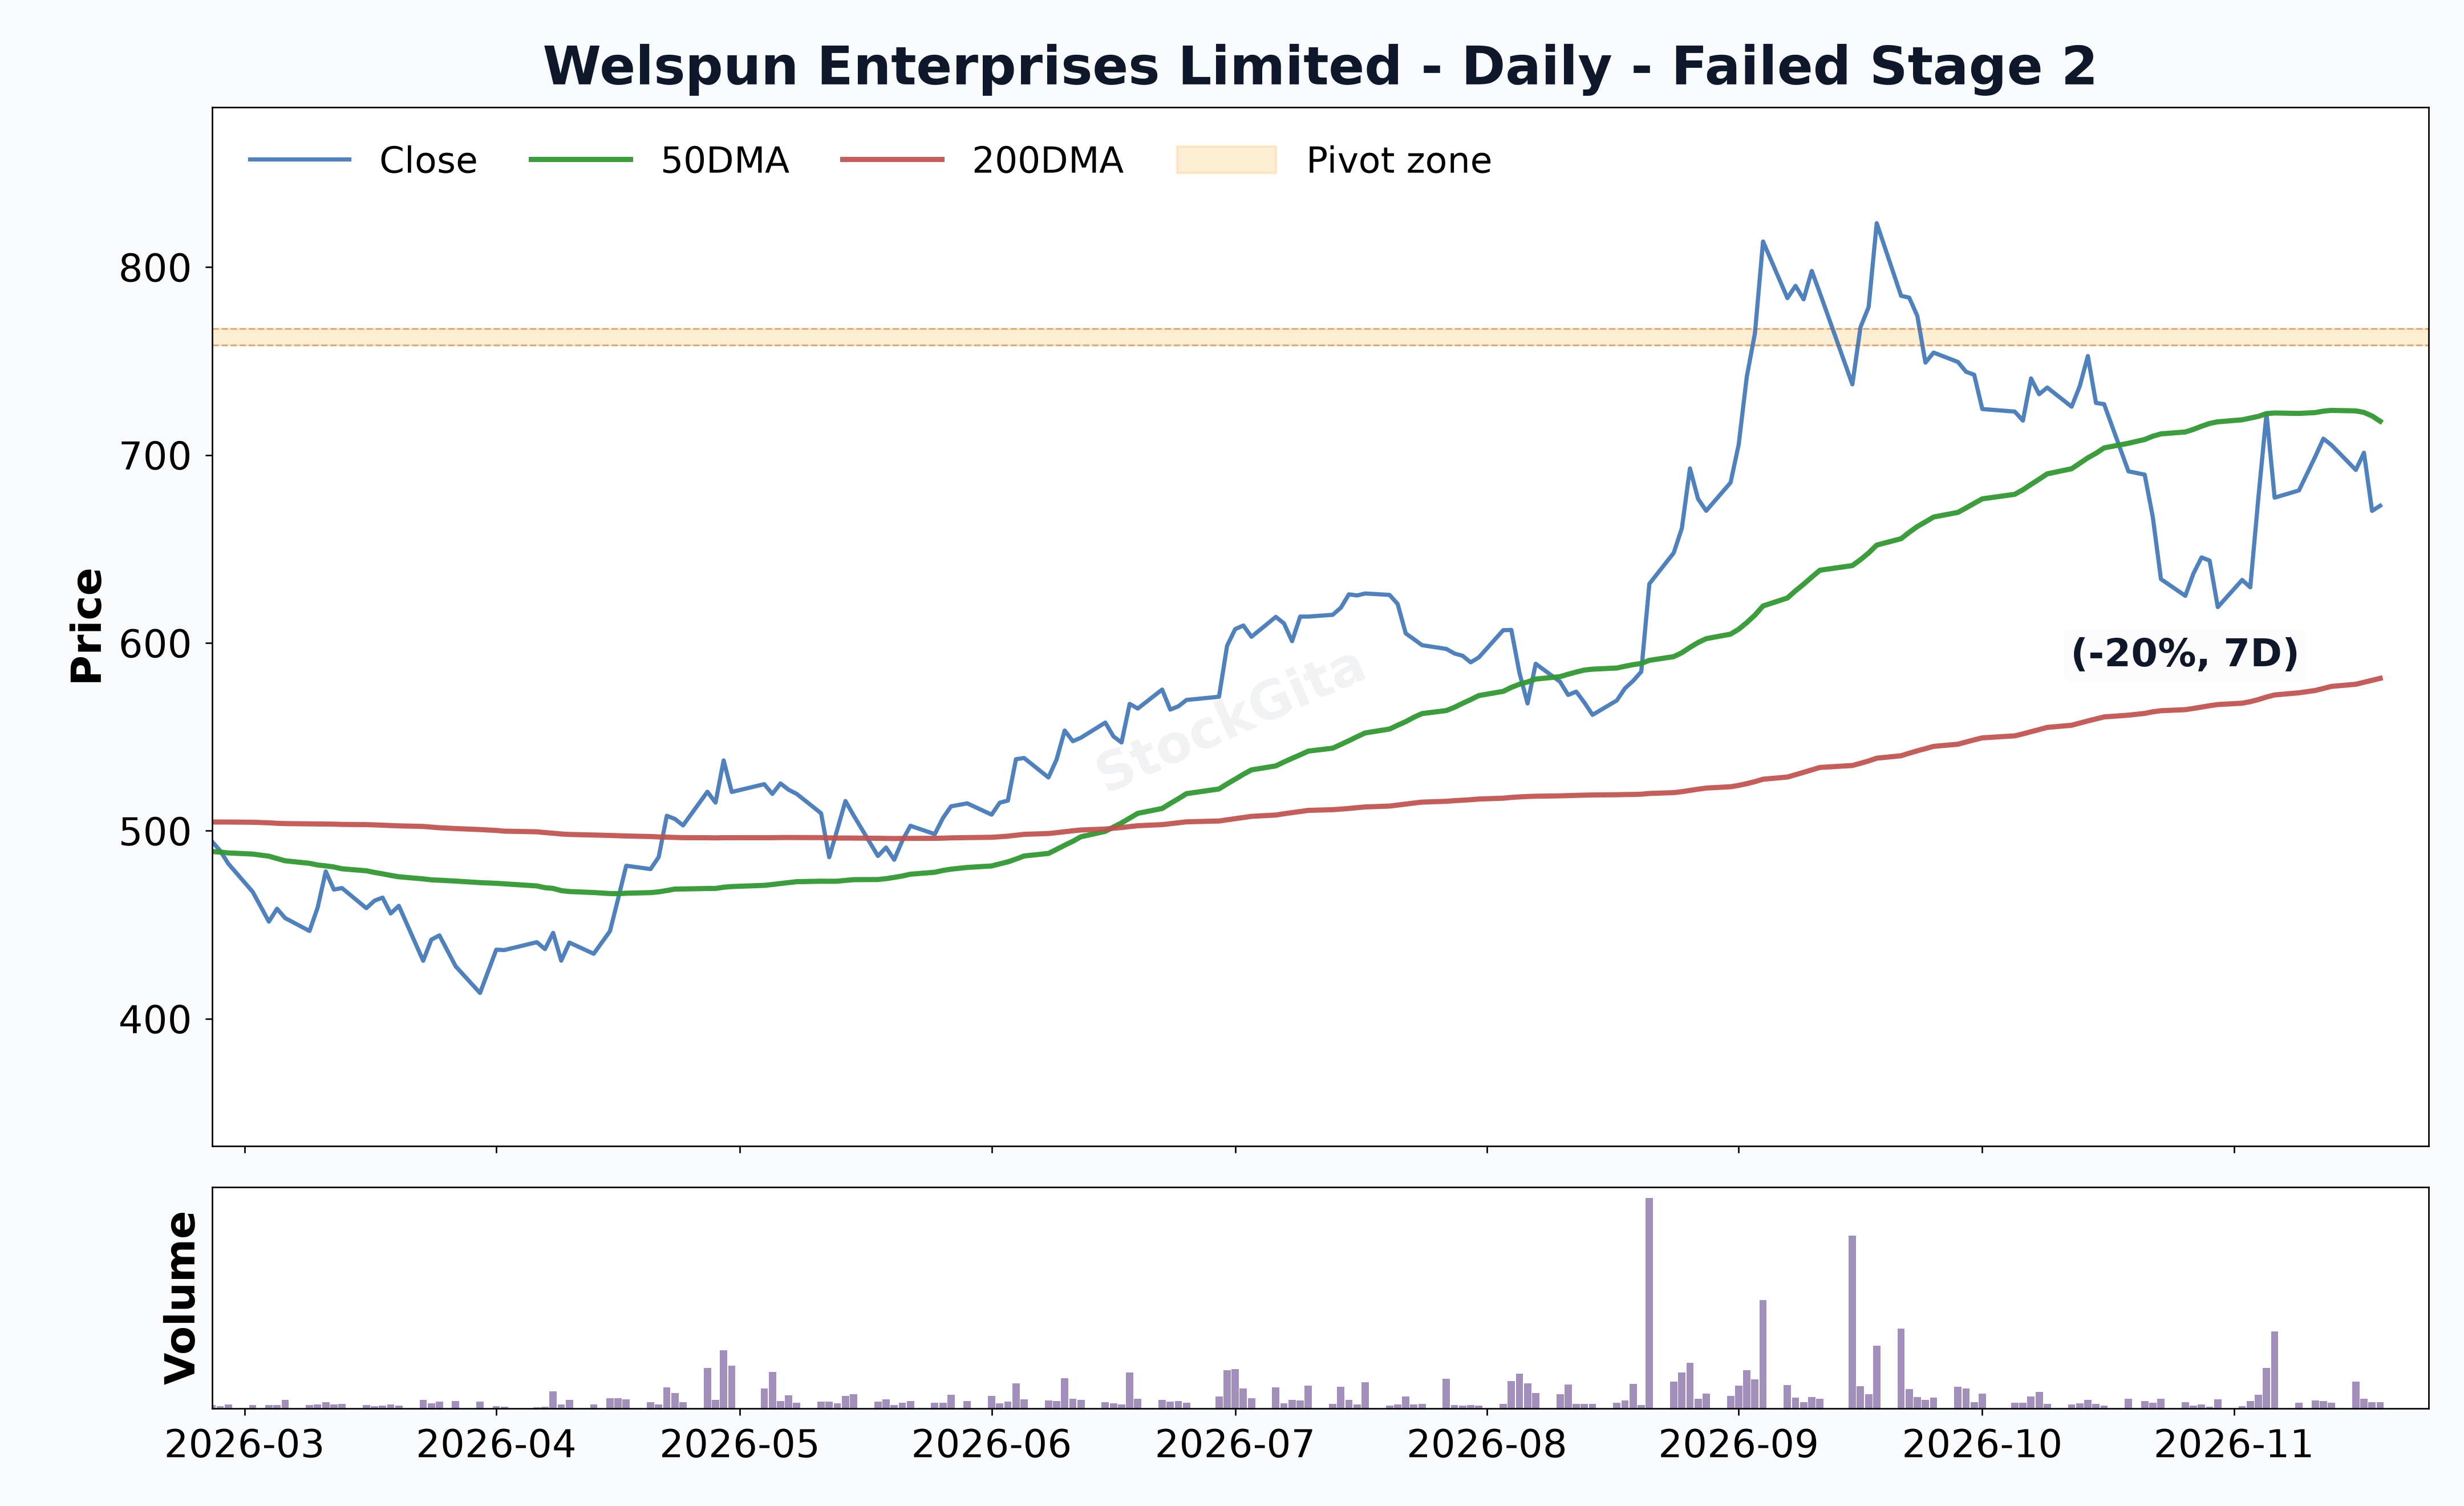 Welspun Enterprises Limited - Daily - Failed Stage 2
Close 50DMA 200DMA Pivot zone
800
700
600
500
400
Price
StockGita
(-20%, 7D)
Volume
2026-03 2026-04 2026-05 2026-06 2026-07 2026-08 2026-09 2026-10 2026-11